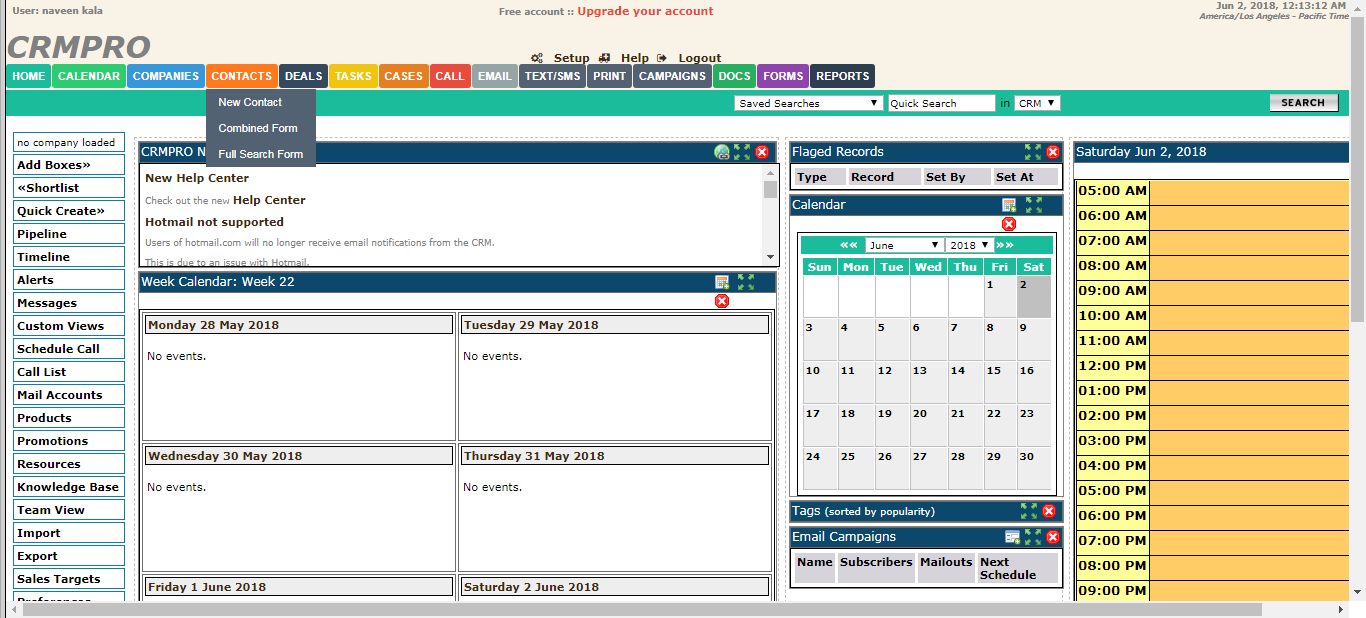 User: naveen kala
Free account :: Upgrade your account
Jun 2, 2018, 12:13:12 AM
America/Los Angeles - Pacific Time
CRMPRO
Setup Help Logout
HOME CALENDAR COMPANIES CONTACTS DEALS TASKS CASES CALL EMAIL TEXT/SMS PRINT CAMPAIGNS DOCS FORMS REPORTS
New Contact
Combined Form
Full Search Form
Saved Searches Quick Search in CRM SEARCH
no company loaded
Add Boxes»
«Shortlist
Quick Create»
Pipeline
Timeline
Alerts
Messages
Custom Views
Schedule Call
Call List
Mail Accounts
Products
Promotions
Resources
Knowledge Base
Team View
Import
Export
Sales Targets
CRMPRO N
New Help Center
Check out the new Help Center
Hotmail not supported
Users of hotmail.com will no longer receive email notifications from the CRM.
This is due to an issue with Hotmail.
Week Calendar: Week 22
Monday 28 May 2018
No events.
Tuesday 29 May 2018
No events.
Wednesday 30 May 2018
No events.
Thursday 31 May 2018
No events.
Friday 1 June 2018
Saturday 2 June 2018
Flaged Records
Type Record Set By Set At
Calendar
«« June 2018 »»
Sun Mon Tue Wed Thu Fri Sat
1 2
3 4 5 6 7 8 9
10 11 12 13 14 15 16
17 18 19 20 21 22 23
24 25 26 27 28 29 30
Tags (sorted by popularity)
Email Campaigns
Name Subscribers Mailouts Next
Schedule
Saturday Jun 2, 2018
05:00 AM
06:00 AM
07:00 AM
08:00 AM
09:00 AM
10:00 AM
11:00 AM
12:00 PM
01:00 PM
02:00 PM
03:00 PM
04:00 PM
05:00 PM
06:00 PM
07:00 PM
08:00 PM
09:00 PM